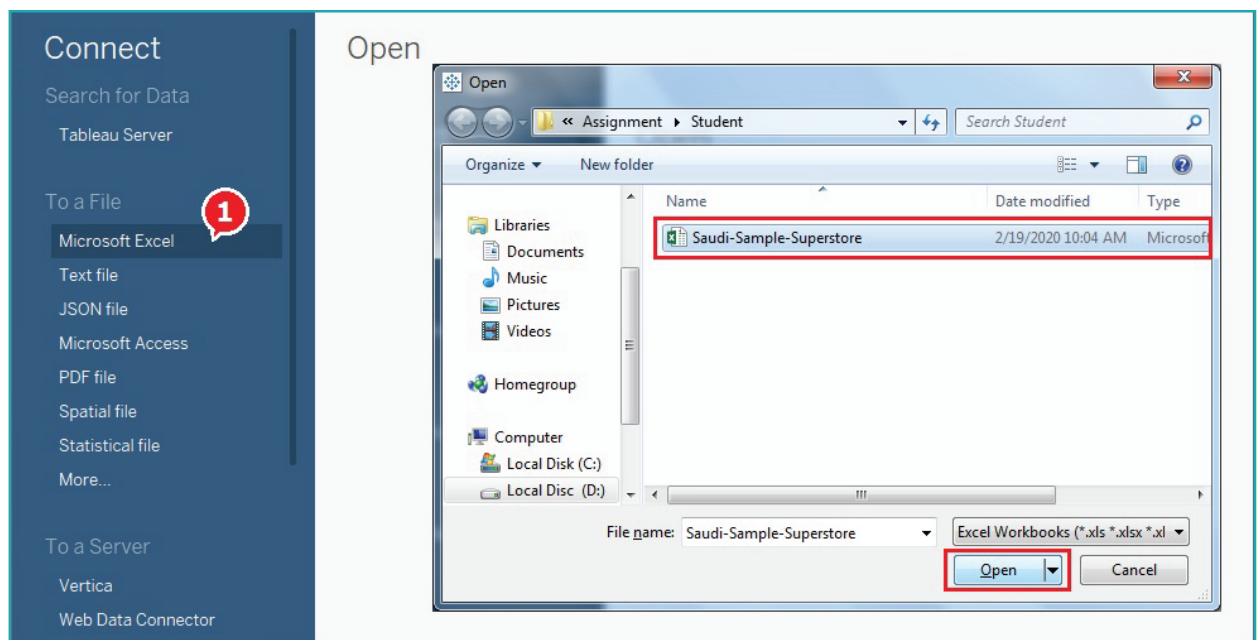 Connect
Search for Data
Tableau Server
To a File
1
Microsoft Excel
Text file
JSON file
Microsoft Access
PDF file
Spatial file
Statistical file
More...
To a Server
Vertica
Web Data Connector
Open
Open
x
« Assignment ▸ Student
Search Student
Organize ▼ New folder
?
Libraries
Documents
Music
Pictures
Videos
Homegroup
Computer
Local Disk (C:)
Local Disc (D:)
Name Date modified Type
Saudi-Sample-Superstore 2/19/2020 10:04 AM Microsoft
File name: Saudi-Sample-Superstore Excel Workbooks (*.xls *.xlsx *.xl
Open Cancel